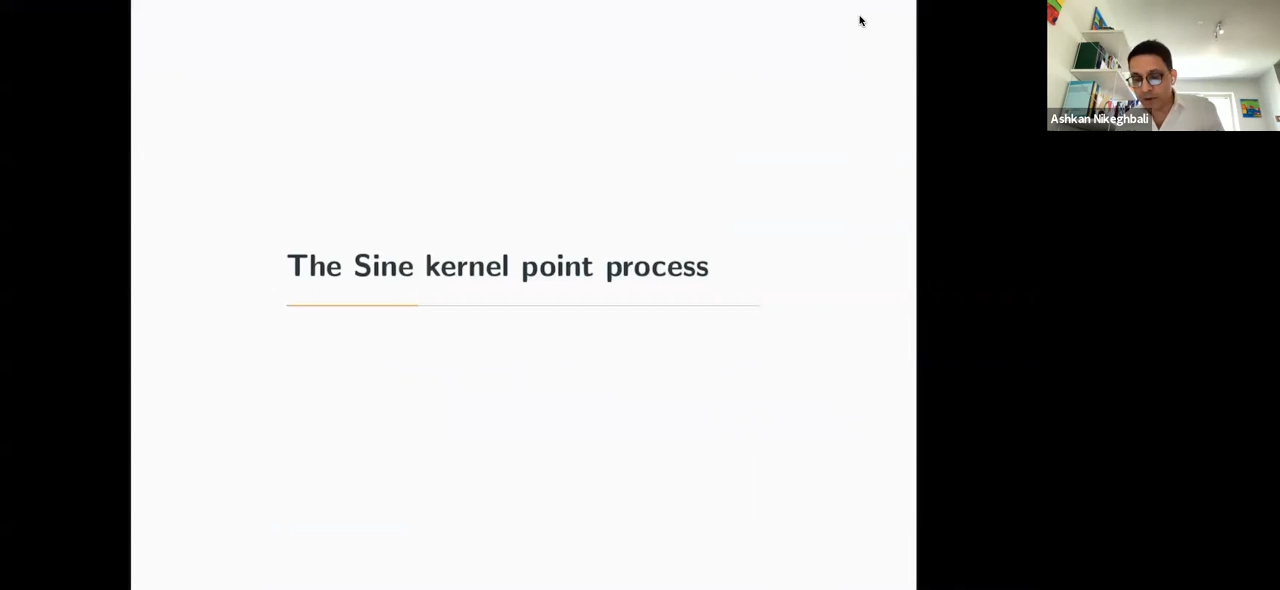 The Sine kernel point process
Ashkan Nikeghbali